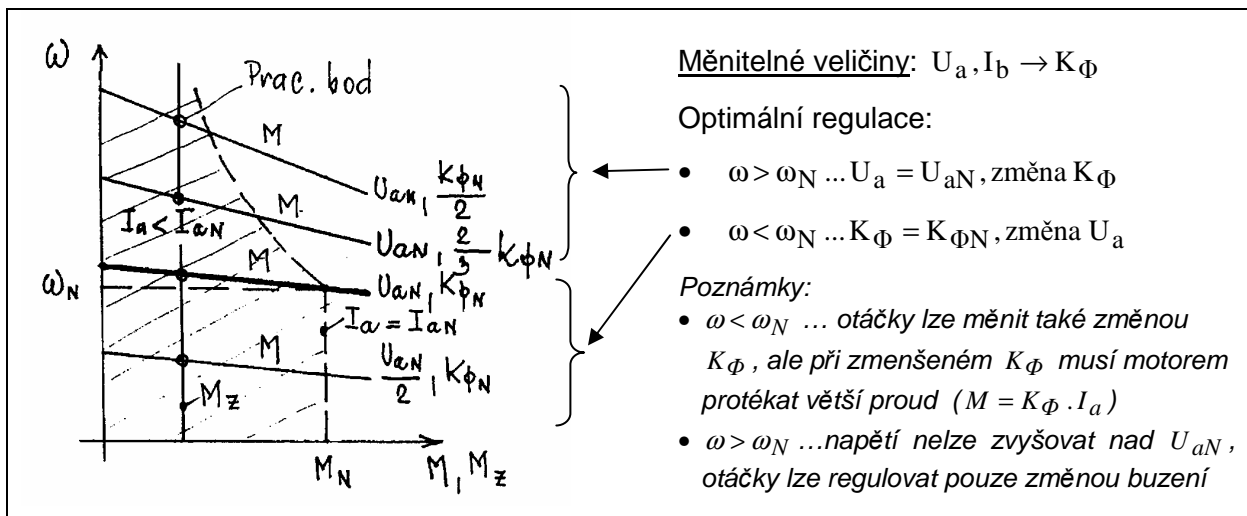 ω
Prac. bod
M
U_aN, K_ΦN/2
M
I_a < I_aN
U_aN, 2/3 K_ΦN
M
ω_N
U_aN, K_ΦN
I_a = I_aN
M
U_aN/2, K_ΦN
M_z
M_N
M, M_z
Měnitelné veličiny: U_a, I_b → K_Φ
Optimální regulace:
• ω > ω_N ... U_a = U_aN, změna K_Φ
• ω < ω_N ... K_Φ = K_ΦN, změna U_a
Poznámky:
• ω < ω_N ... otáčky lze měnit také změnou
K_Φ, ale při zmenšeném K_Φ musí motorem
protékat větší proud (M = K_Φ . I_a)
• ω > ω_N ...napětí nelze zvyšovat nad U_aN,
otáčky lze regulovat pouze změnou buzení